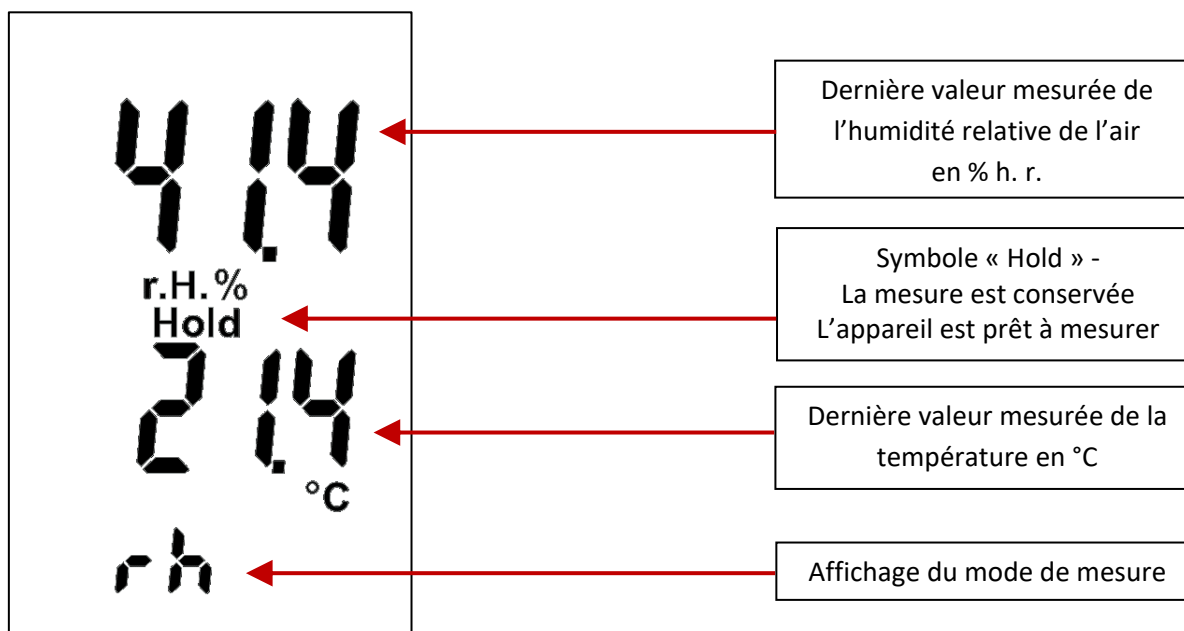 41.4
r.H.%
Hold
21.4
°C
rh
Dernière valeur mesurée de
l’humidité relative de l’air
en % h. r.
Symbole « Hold » -
La mesure est conservée
L’appareil est prêt à mesurer
Dernière valeur mesurée de la
température en °C
Affichage du mode de mesure